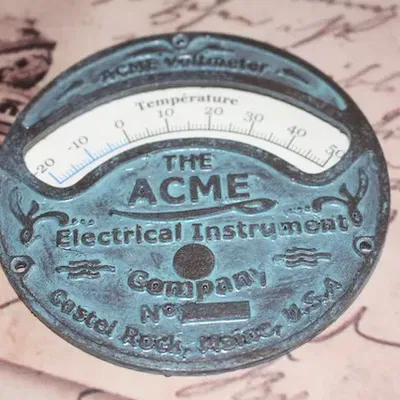 ACME Voltmeter
Température
-20 -10 0 10 20 30 40 50
THE
ACME
Electrical Instrument
Company
Nº
Castel Rock, Maine, U.S.A